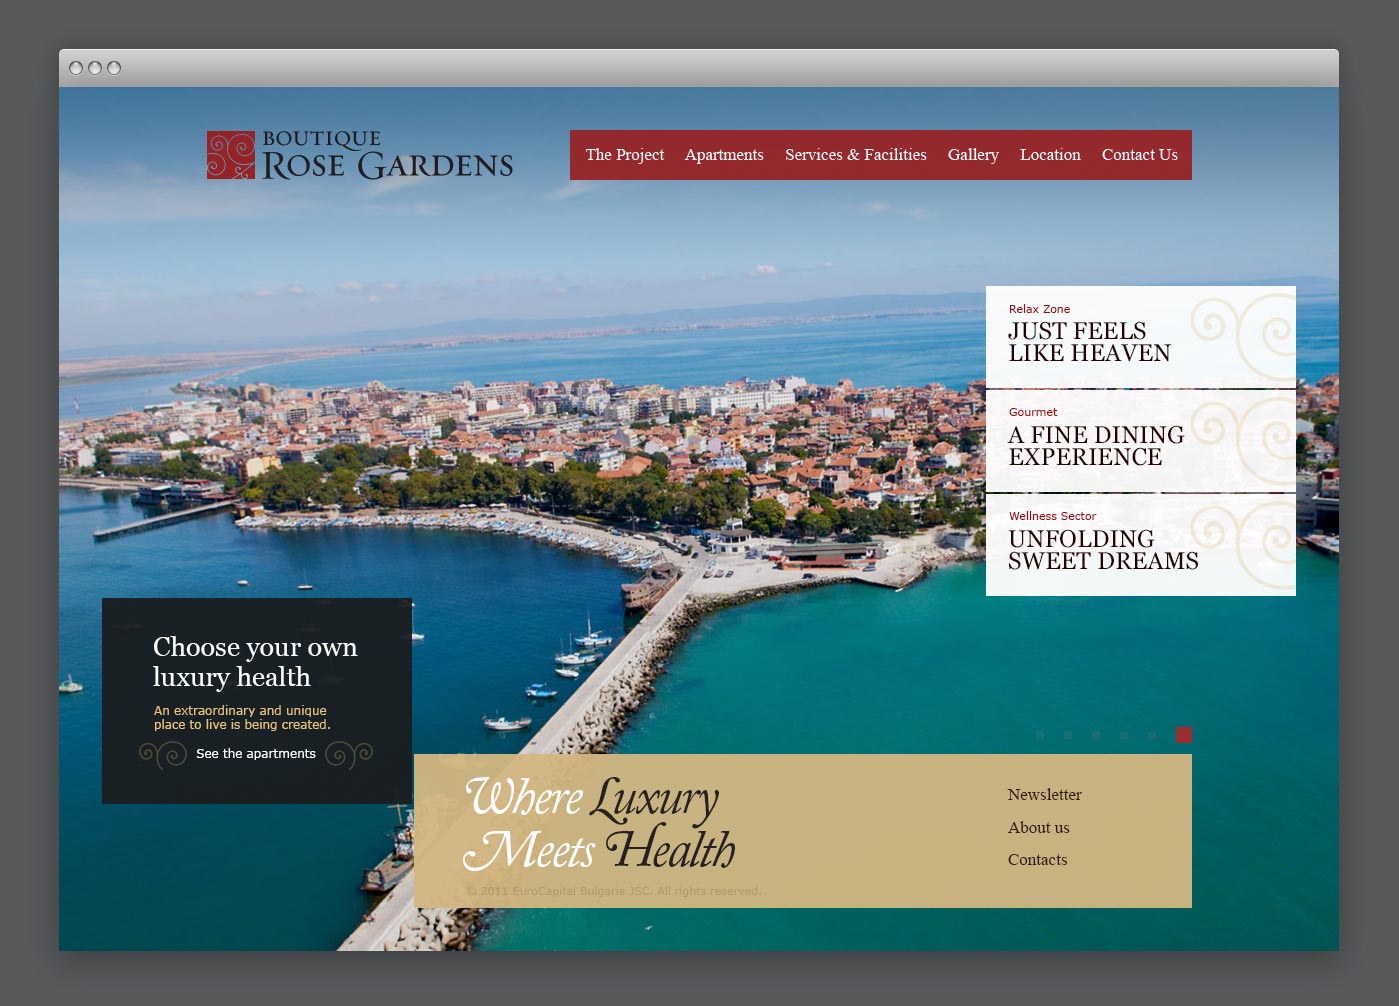 BOUTIQUE
ROSE GARDENS
The Project Apartments Services & Facilities Gallery Location Contact Us
Relax Zone
JUST FEELS
LIKE HEAVEN
Gourmet
A FINE DINING
EXPERIENCE
Wellness Sector
UNFOLDING
SWEET DREAMS
Choose your own
luxury health
An extraordinary and unique
place to live is being created.
See the apartments
Where Luxury
Meets Health
© 2011 EuroCapital Bulgaria JSC. All rights reserved.
Newsletter
About us
Contacts